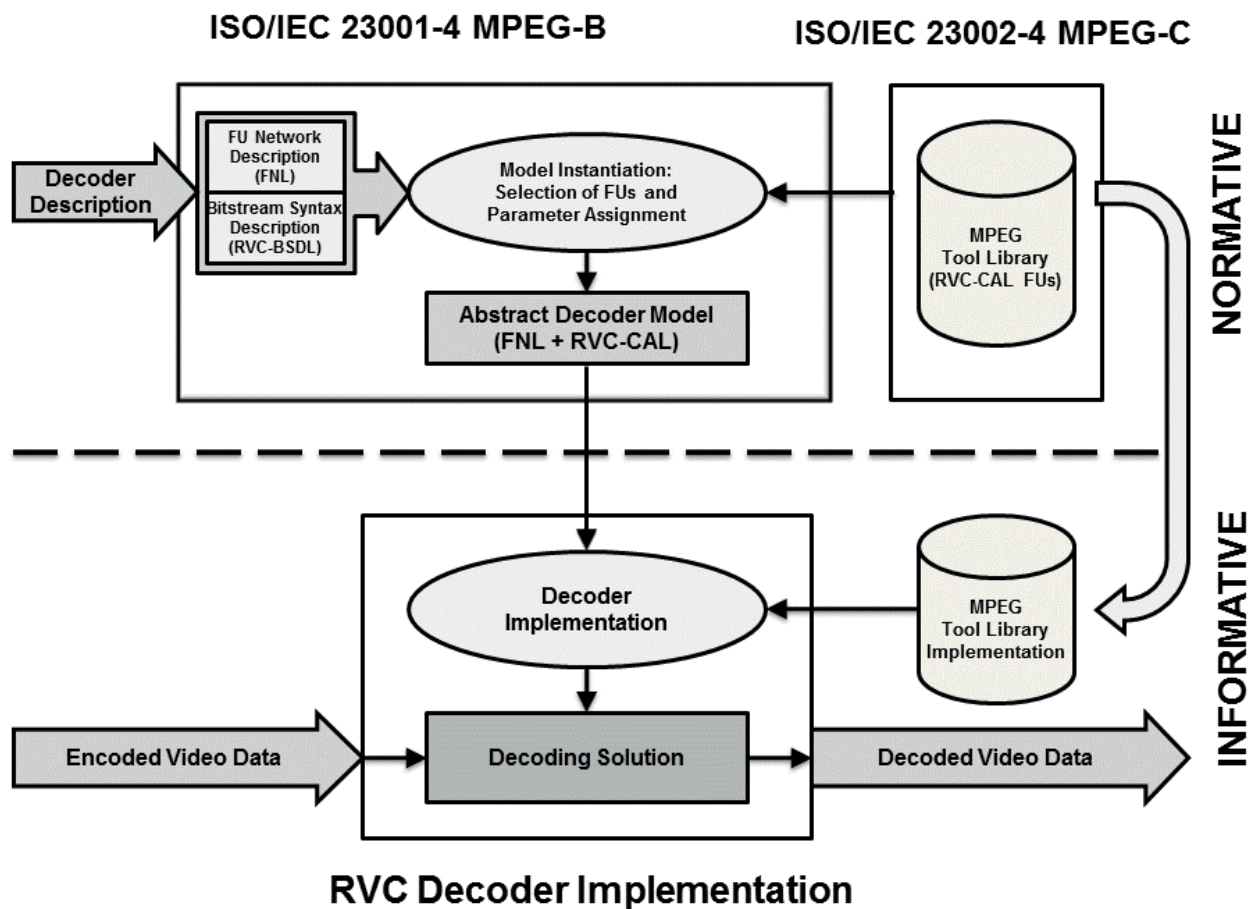 ISO/IEC 23001-4 MPEG-B
ISO/IEC 23002-4 MPEG-C
Decoder
Description
FU Network
Description
(FNL)
Bitstream Syntax
Description
(RVC-BSDL)
Model Instantiation:
Selection of FUs and
Parameter Assignment
Abstract Decoder Model
(FNL + RVC-CAL)
MPEG
Tool Library
(RVC-CAL FUs)
NORMATIVE
Decoder
Implementation
MPEG
Tool Library
Implementation
INFORMATIVE
Encoded Video Data
Decoding Solution
Decoded Video Data
RVC Decoder Implementation